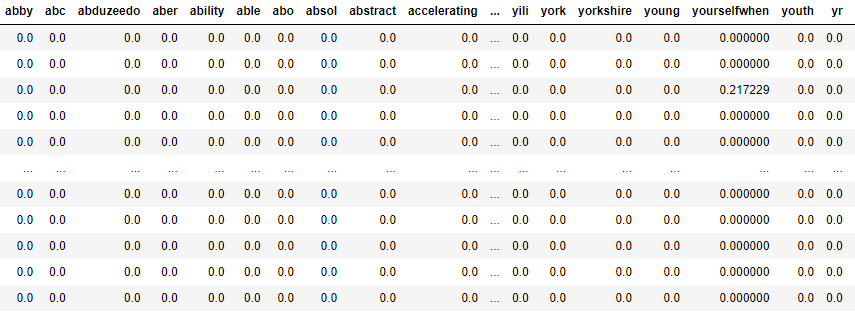 abby abc abduzeedo aber ability able abo absol abstract accelerating ... yili york yorkshire young yourselfwhen youth yr
0.0 0.0 0.0 0.0 0.0 0.0 0.0 0.0 0.0 0.0 ... 0.0 0.0 0.0 0.0 0.000000 0.0 0.0
0.0 0.0 0.0 0.0 0.0 0.0 0.0 0.0 0.0 0.0 ... 0.0 0.0 0.0 0.0 0.000000 0.0 0.0
0.0 0.0 0.0 0.0 0.0 0.0 0.0 0.0 0.0 0.0 ... 0.0 0.0 0.0 0.0 0.217229 0.0 0.0
0.0 0.0 0.0 0.0 0.0 0.0 0.0 0.0 0.0 0.0 ... 0.0 0.0 0.0 0.0 0.000000 0.0 0.0
0.0 0.0 0.0 0.0 0.0 0.0 0.0 0.0 0.0 0.0 ... 0.0 0.0 0.0 0.0 0.000000 0.0 0.0
... ... ... ... ... ... ... ... ... ... ... ... ... ... ... ... ... ...
0.0 0.0 0.0 0.0 0.0 0.0 0.0 0.0 0.0 0.0 ... 0.0 0.0 0.0 0.0 0.000000 0.0 0.0
0.0 0.0 0.0 0.0 0.0 0.0 0.0 0.0 0.0 0.0 ... 0.0 0.0 0.0 0.0 0.000000 0.0 0.0
0.0 0.0 0.0 0.0 0.0 0.0 0.0 0.0 0.0 0.0 ... 0.0 0.0 0.0 0.0 0.000000 0.0 0.0
0.0 0.0 0.0 0.0 0.0 0.0 0.0 0.0 0.0 0.0 ... 0.0 0.0 0.0 0.0 0.000000 0.0 0.0
0.0 0.0 0.0 0.0 0.0 0.0 0.0 0.0 0.0 0.0 ... 0.0 0.0 0.0 0.0 0.000000 0.0 0.0